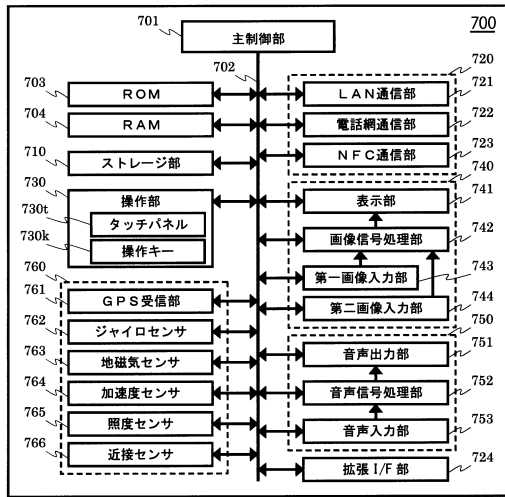 700
701
主制御部
702
703
ROM
704
RAM
710
ストレージ部
730
操作部
730t
タッチパネル
730k
操作キー
760
761
GPS受信部
762
ジャイロセンサ
763
地磁気センサ
764
加速度センサ
765
照度センサ
766
近接センサ
720
LAN通信部
721
電話網通信部
722
NFC通信部
723
740
表示部
741
画像信号処理部
742
第一画像入力部
743
第二画像入力部
744
750
音声出力部
751
音声信号処理部
752
音声入力部
753
拡張I/F部
724